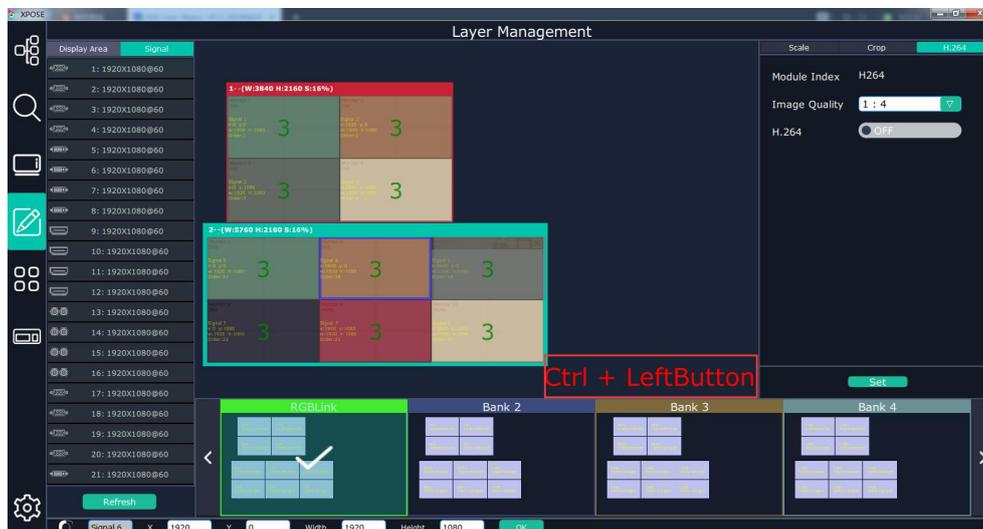 XPOSE
Layer Management
Display Area Signal
1: 1920X1080@60
2: 1920X1080@60
3: 1920X1080@60
4: 1920X1080@60
5: 1920X1080@60
6: 1920X1080@60
7: 1920X1080@60
8: 1920X1080@60
9: 1920X1080@60
10: 1920X1080@60
11: 1920X1080@60
12: 1920X1080@60
13: 1920X1080@60
14: 1920X1080@60
15: 1920X1080@60
16: 1920X1080@60
17: 1920X1080@60
18: 1920X1080@60
19: 1920X1080@60
20: 1920X1080@60
21: 1920X1080@60
Refresh
1--(W:3840 H:2160 S:16%)
3 3
3 3
2--(W:5760 H:2160 S:16%)
3 3 3
3 3 3
Ctrl + LeftButton
Scale Crop H.264
Module Index H264
Image Quality 1 : 4
H.264 OFF
Set
RGBLink Bank 2 Bank 3 Bank 4
Signal 6 X 1920 Y 0 Width 1920 Height 1080 OK